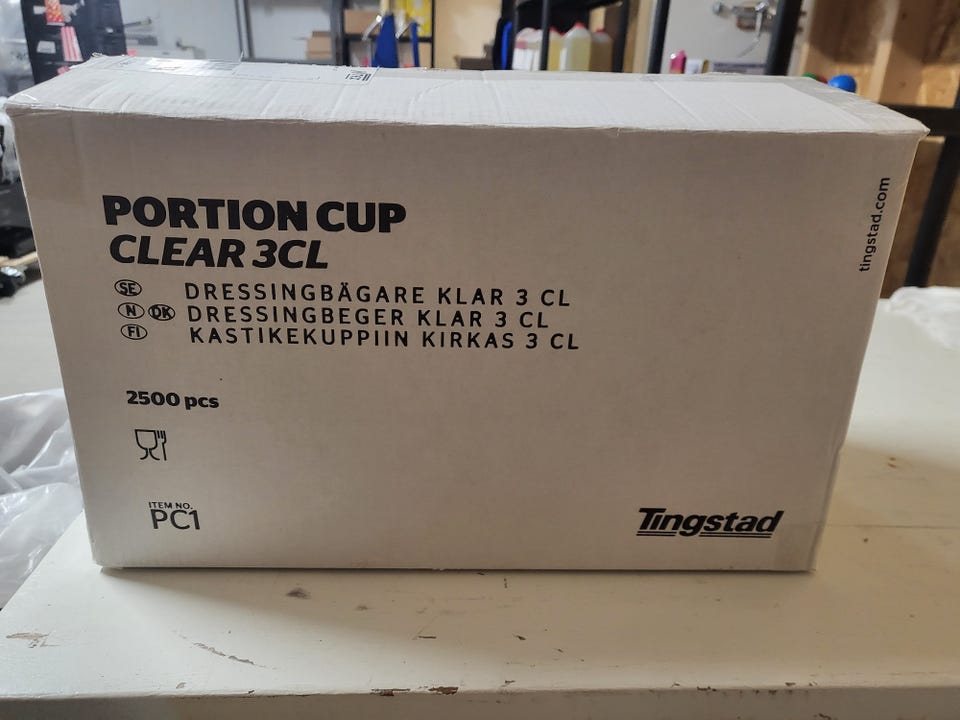 PORTION CUP
CLEAR 3CL
SE DRESSINGBÄGARE KLAR 3 CL
N DK DRESSINGBEGER KLAR 3 CL
FI KASTIKEKUPPIIN KIRKAS 3 CL
2500 pcs
ITEM NO.
PC1
Tingstad
tingstad.com